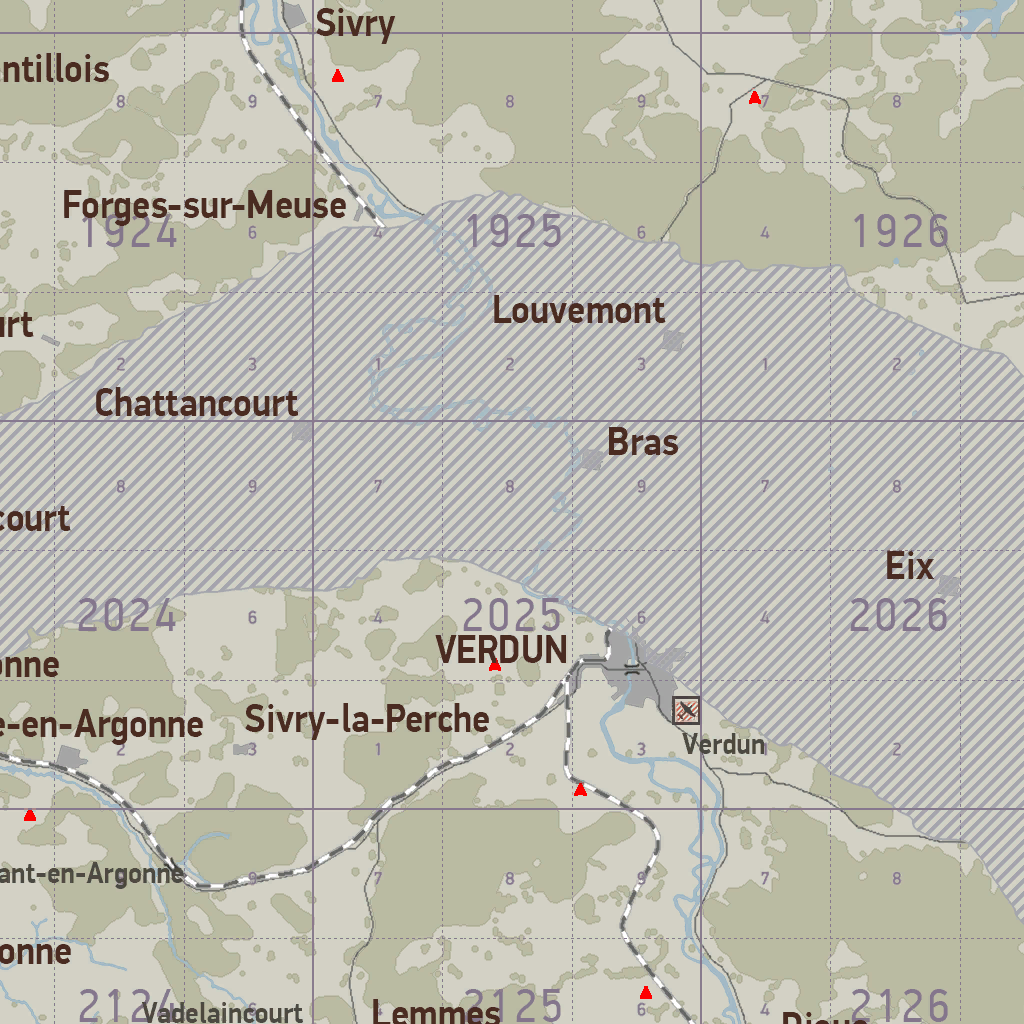 Sivry
ntillois
8 9 7 8 9 7 8
Forges-sur-Meuse
1924 6 4 1925 6 4 1926
Louvemont
urt
2 3 1 2 3 1 2
Chattancourt
Bras
8 9 7 8 9 7 8
court
Eix
2024 6 4 2025 6 4 2026
VERDUN
onne
e-en-Argonne Sivry-la-Perche
Verdun
2 3 1 2 3 2
ant-en-Argonne
9 7 8 9 7 8
onne
2124 6 4 2125 6 4 2126
Vadelaincourt
Lemmes